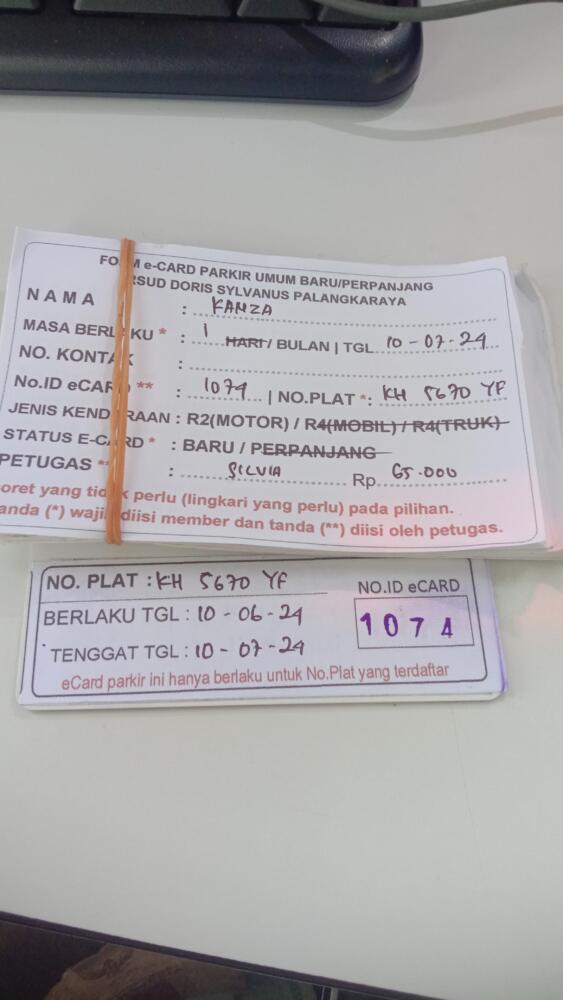 FORM e-CARD PARKIR UMUM BARU/PERPANJANG
RSUD DORIS SYLVANUS PALANGKARAYA
NAMA : KANZA
MASA BERLAKU * : 1 HARI / BULAN | TGL 10-07-24
NO. KONTAK :
No.ID eCARD ** : 1074 | NO.PLAT *: KH 5670 YF
JENIS KENDARAAN : R2(MOTOR) / R4(MOBIL) / R4(TRUK)
STATUS E-CARD * : BARU / PERPANJANG
PETUGAS ** : SILVIA Rp 65.000
oret yang tidak perlu (lingkari yang perlu) pada pilihan.
anda (*) wajib diisi member dan tanda (**) diisi oleh petugas.
NO. PLAT : KH 5670 YF
NO.ID eCARD
BERLAKU TGL : 10-06-24
1074
TENGGAT TGL : 10-07-24
eCard parkir ini hanya berlaku untuk No.Plat yang terdaftar